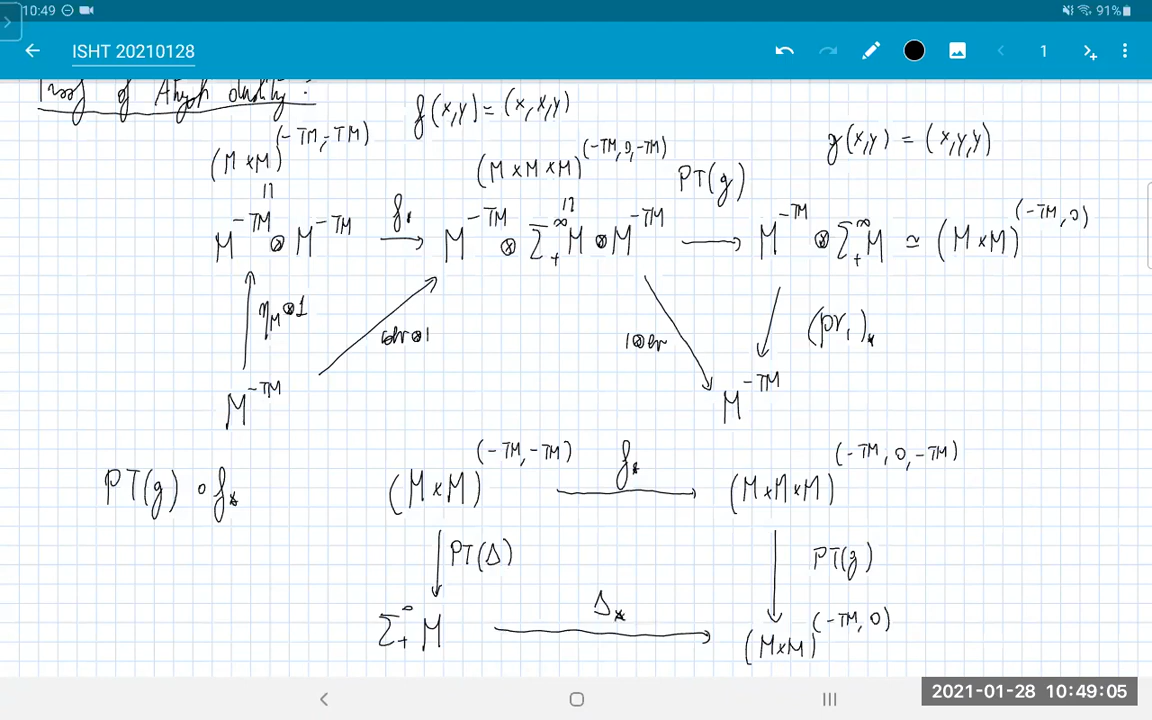 10:49 91%
ISHT 20210128 1
Proof of Atiyah duality :
f(x,y) = (x,x,y)
g(x,y) = (x,y,y)
(M×M)^(-TM,-TM) (M×M×M)^(-TM,0,-TM) PT(g)
M^-TM ⊗ M^-TM f_* M^-TM ⊗ Σ^∞_+ M ⊗ M^-TM M^-TM ⊗ Σ^∞_+ M ≃ (M×M)^(-TM,0)
η_M⊗1 1⊗ev (pr_1)_*
M^-TM M^-TM
PT(g) ∘ f_* (M×M)^(-TM,-TM) f_* (M×M×M)^(-TM,0,-TM)
PT(Δ) PT(g)
Σ^∞_+ M Δ_* (M×M)^(-TM,0)
2021-01-28 10:49:05